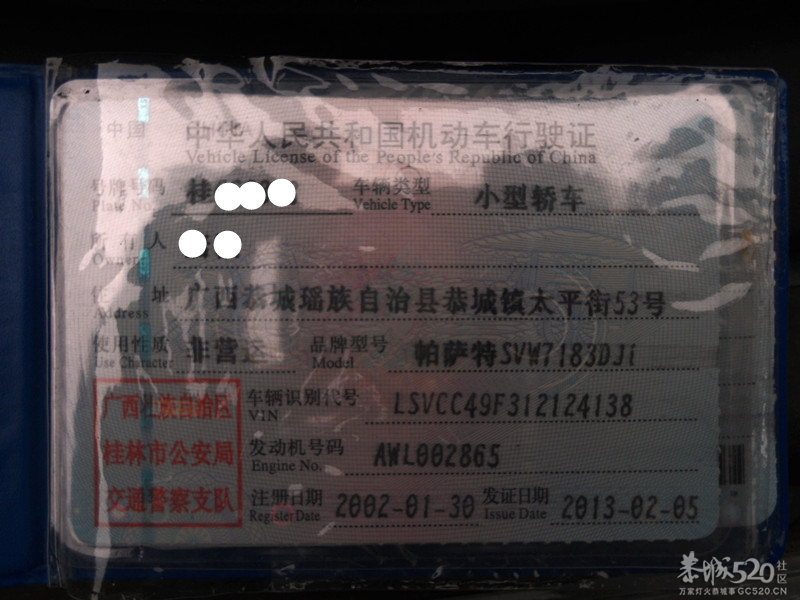 中国 CHINA
中华人民共和国机动车行驶证
Vehicle License of the People's Republic of China
号牌号码 桂 车辆类型 小型轿车
Plate No. Vehicle Type
所有人
Owner
住址 广西恭城瑶族自治县恭城镇太平街53号
Address
使用性质 非营运 品牌型号 帕萨特SVW7183DJi
Use Character Model
广西壮族自治区
桂林市公安局
交通警察支队
车辆识别代号 LSVCC49F312124138
VIN
发动机号码 AWL002865
Engine No.
注册日期 2002-01-30 发证日期 2013-02-05
Register Date Issue Date
恭城520社区
万家灯火恭城事 GC520.CN